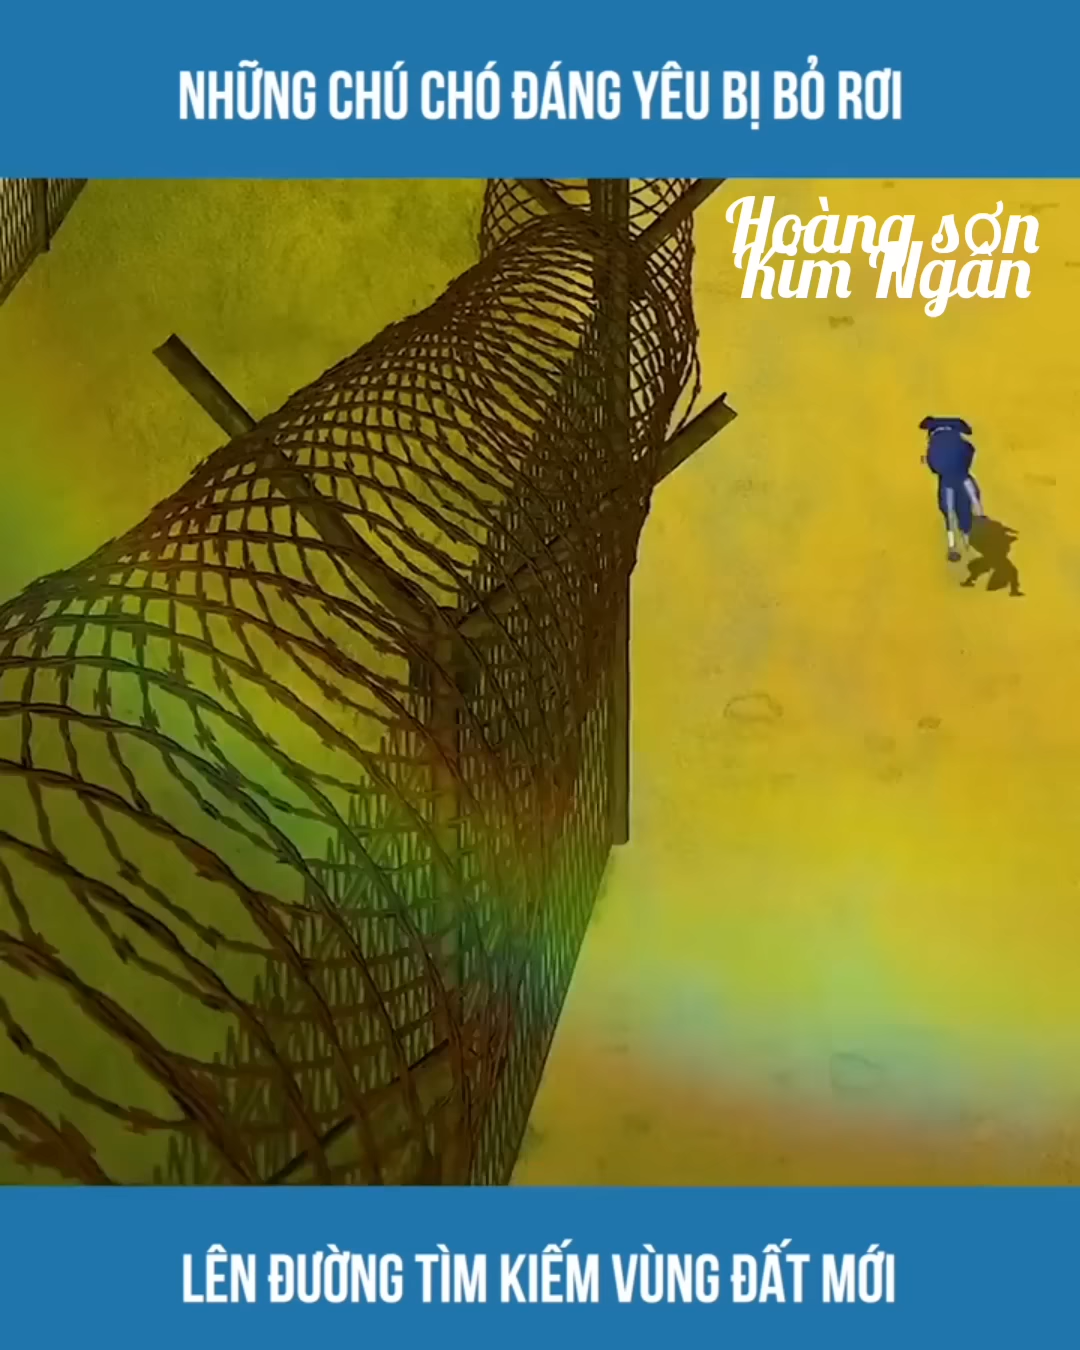 NHỮNG CHÚ CHÓ ĐÁNG YÊU BỊ BỎ RƠI
Hoàng sơn
Kim Ngân
LÊN ĐƯỜNG TÌM KIẾM VÙNG ĐẤT MỚI